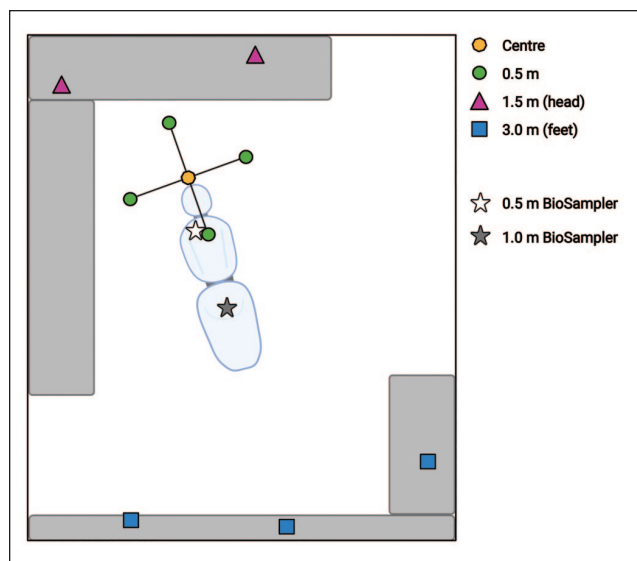 Centre
0.5 m
1.5 m (head)
3.0 m (feet)
0.5 m BioSampler
1.0 m BioSampler